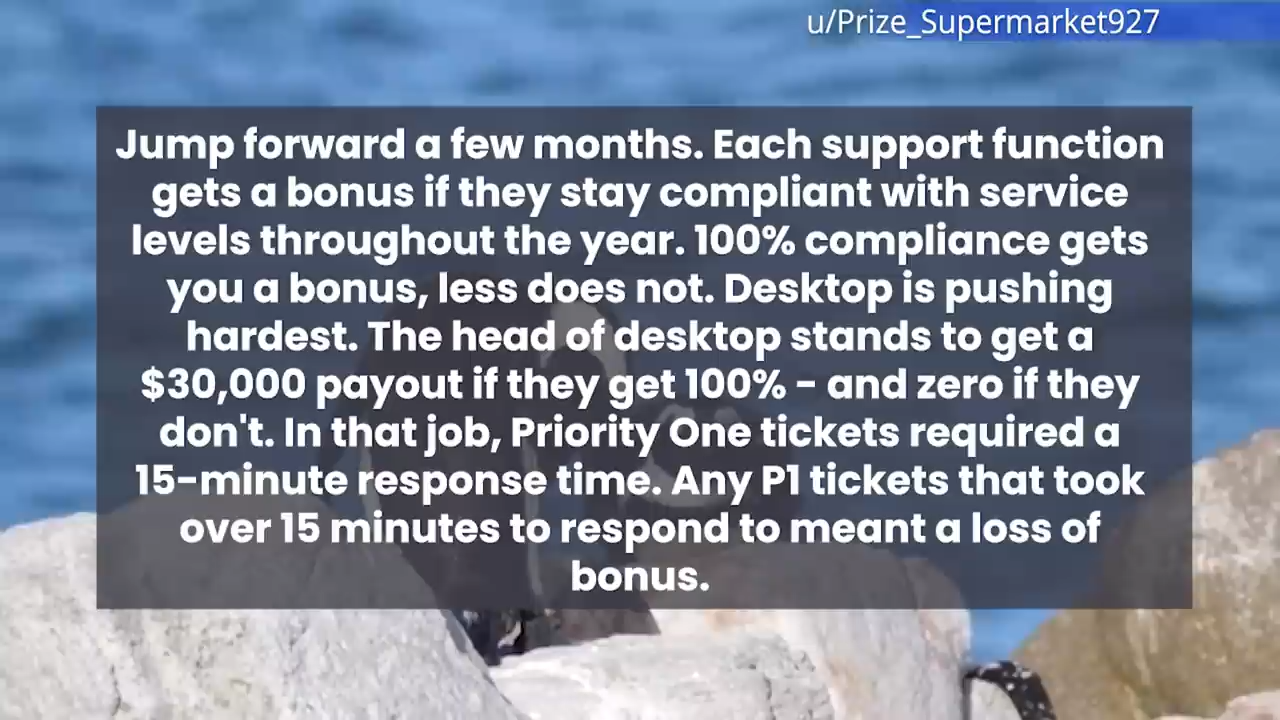 u/Prize_Supermarket927
Jump forward a few months. Each support function
gets a bonus if they stay compliant with service
levels throughout the year. 100% compliance gets
you a bonus, less does not. Desktop is pushing
hardest. The head of desktop stands to get a
$30,000 payout if they get 100% - and zero if they
don't. In that job, Priority One tickets required a
15-minute response time. Any P1 tickets that took
over 15 minutes to respond to meant a loss of
bonus.